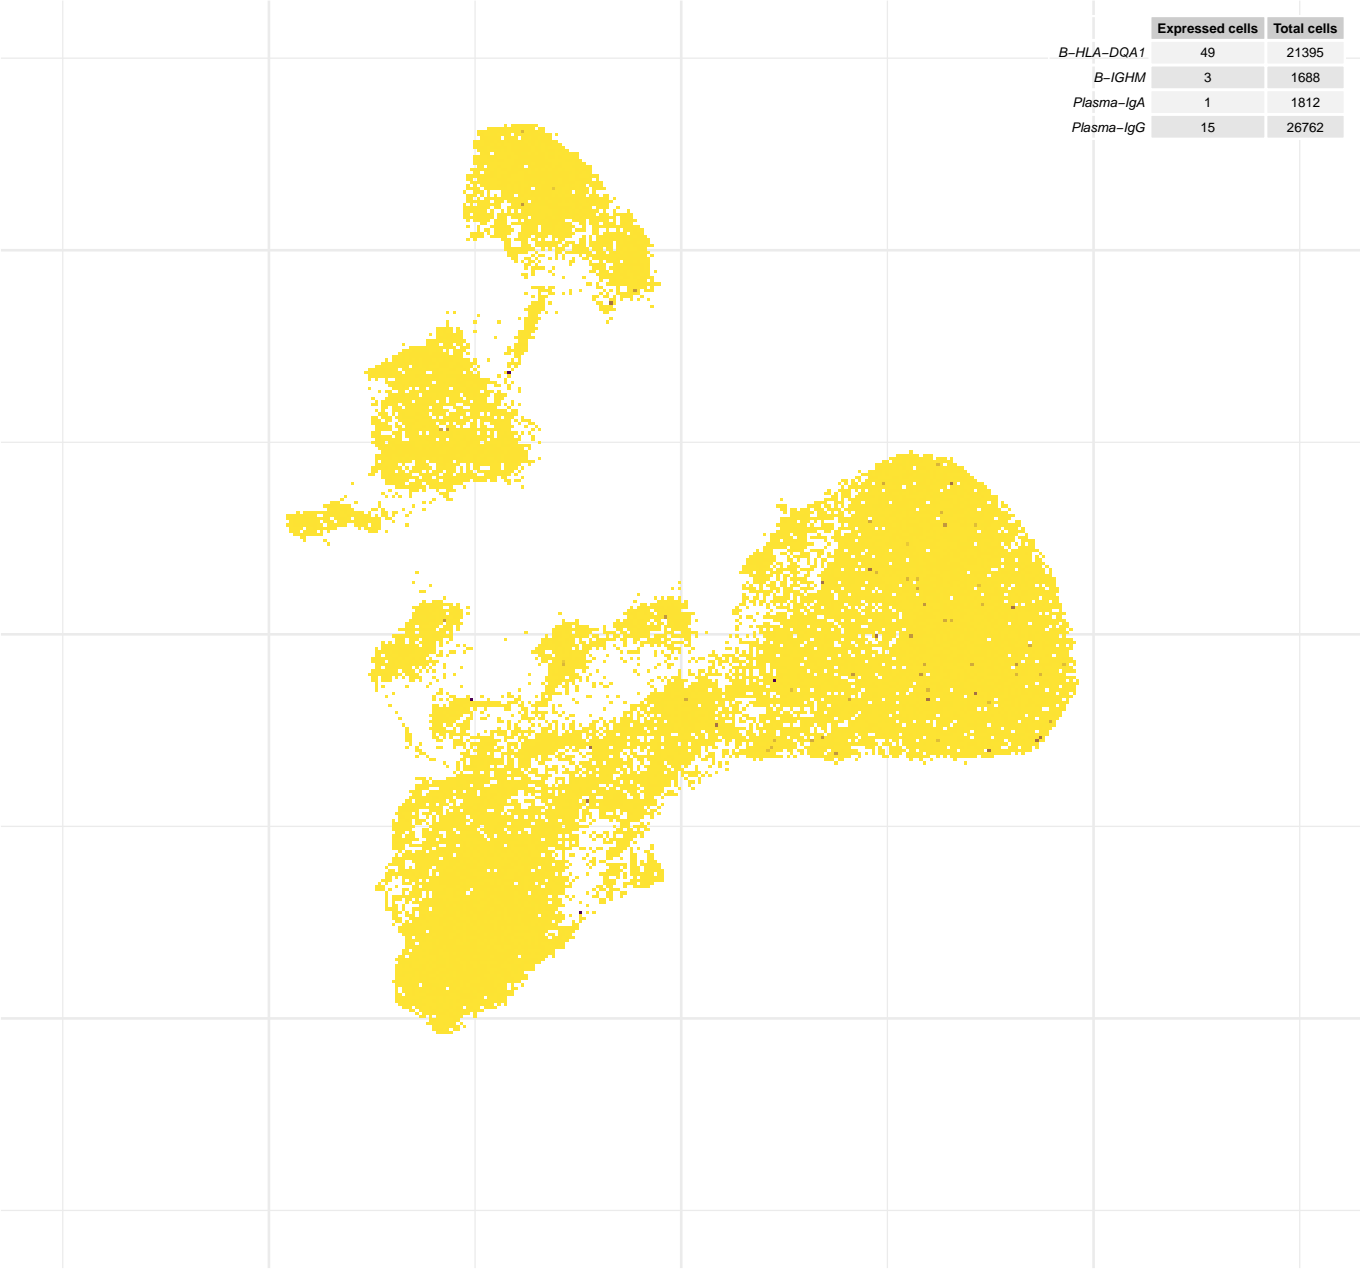 Expressed cells Total cells
B−HLA−DQA1 49 21395
B−IGHM 3 1688
Plasma−IgA 1 1812
Plasma−IgG 15 26762